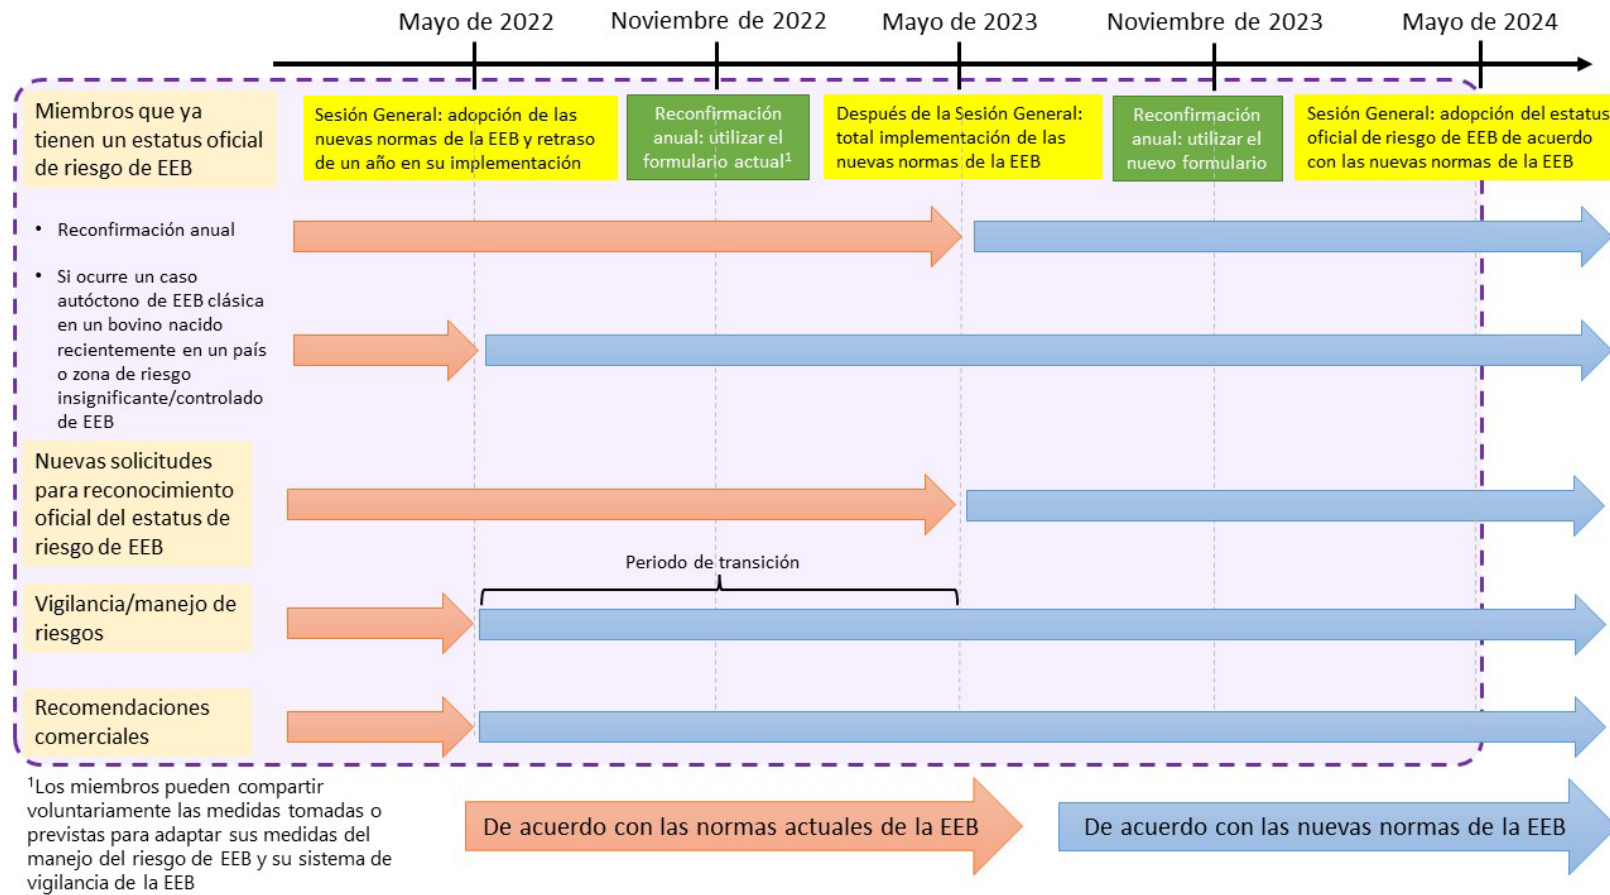 Mayo de 2022
Noviembre de 2022
Mayo de 2023
Noviembre de 2023
Mayo de 2024
Miembros que ya
tienen un estatus oficial
de riesgo de EEB
Sesión General: adopción de las
nuevas normas de la EEB y retraso
de un año en su implementación
Reconfirmación
anual: utilizar el
formulario actual¹
Después de la Sesión General:
total implementación de las
nuevas normas de la EEB
Reconfirmación
anual: utilizar el
nuevo formulario
Sesión General: adopción del estatus
oficial de riesgo de EEB de acuerdo
con las nuevas normas de la EEB
• Reconfirmación anual
• Si ocurre un caso
autóctono de EEB clásica
en un bovino nacido
recientemente en un país
o zona de riesgo
insignificante/controlado
de EEB
Nuevas solicitudes
para reconocimiento
oficial del estatus de
riesgo de EEB
Periodo de transición
Vigilancia/manejo de
riesgos
Recomendaciones
comerciales
¹Los miembros pueden compartir
voluntariamente las medidas tomadas o
previstas para adaptar sus medidas del
manejo del riesgo de EEB y su sistema de
vigilancia de la EEB
De acuerdo con las normas actuales de la EEB
De acuerdo con las nuevas normas de la EEB